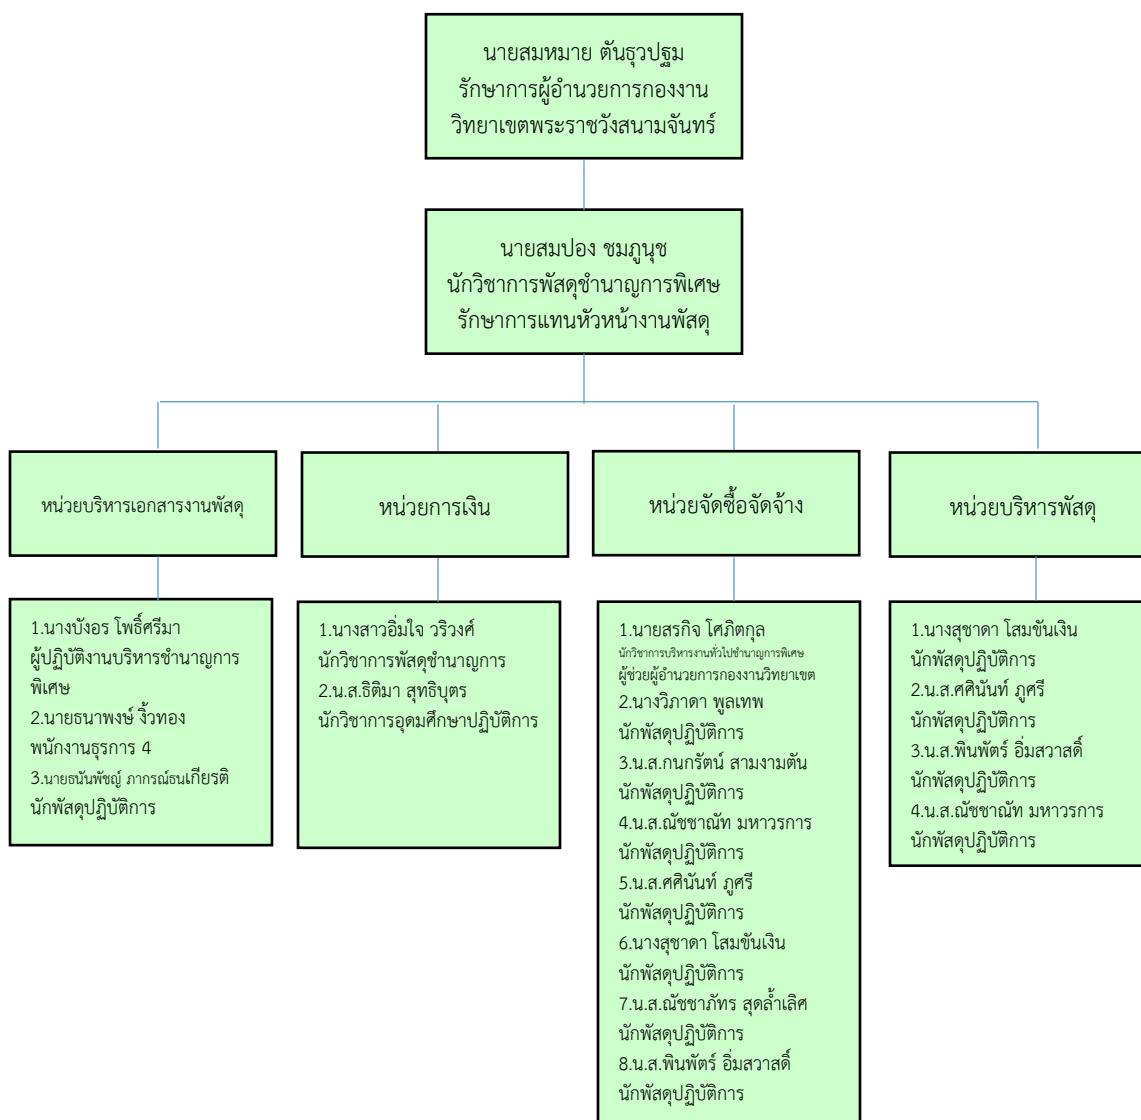 นายสมหมาย ตันธุวปฐม
รักษาการผู้อำนวยการกองงาน
วิทยาเขตพระราชวังสนามจันทร์
นายสมปอง ชมภูนุช
นักวิชาการพัสดุชำนาญการพิเศษ
รักษาการแทนหัวหน้างานพัสดุ
หน่วยบริหารเอกสารงานพัสดุ
หน่วยการเงิน
หน่วยจัดซื้อจัดจ้าง
หน่วยบริหารพัสดุ
1.นางบังอร โพธิ์ศรีมา
ผู้ปฏิบัติงานบริหารชำนาญการ
พิเศษ
2.นายธนาพงษ์ งิ้วทอง
พนักงานธุรการ 4
3.นายธนันพัชญ์ ภากรณ์ธนเกียรติ
นักพัสดุปฏิบัติการ
1.นางสาวอิ่มใจ วริวงศ์
นักวิชาการพัสดุชำนาญการ
2.น.ส.ธิติมา สุทธิบุตร
นักวิชาการอุดมศึกษาปฏิบัติการ
1.นายสรกิจ โศภิตกุล
นักวิชาการบริหารงานทั่วไปชำนาญการพิเศษ
ผู้ช่วยผู้อำนวยการกองงานวิทยาเขต
2.นางวิภาดา พูลเทพ
นักพัสดุปฏิบัติการ
3.น.ส.กนกรัตน์ สามงามตัน
นักพัสดุปฏิบัติการ
4.น.ส.ณัชชาณัท มหาวรการ
นักพัสดุปฏิบัติการ
5.น.ส.ศศินันท์ ภูศรี
นักพัสดุปฏิบัติการ
6.นางสุชาดา โสมขันเงิน
นักพัสดุปฏิบัติการ
7.น.ส.ณัชชาภัทร สุดล้ำเลิศ
นักพัสดุปฏิบัติการ
8.น.ส.พินพัตร์ อิ่มสวาสดิ์
นักพัสดุปฏิบัติการ
1.นางสุชาดา โสมขันเงิน
นักพัสดุปฏิบัติการ
2.น.ส.ศศินันท์ ภูศรี
นักพัสดุปฏิบัติการ
3.น.ส.พินพัตร์ อิ่มสวาสดิ์
นักพัสดุปฏิบัติการ
4.น.ส.ณัชชาณัท มหาวรการ
นักพัสดุปฏิบัติการ